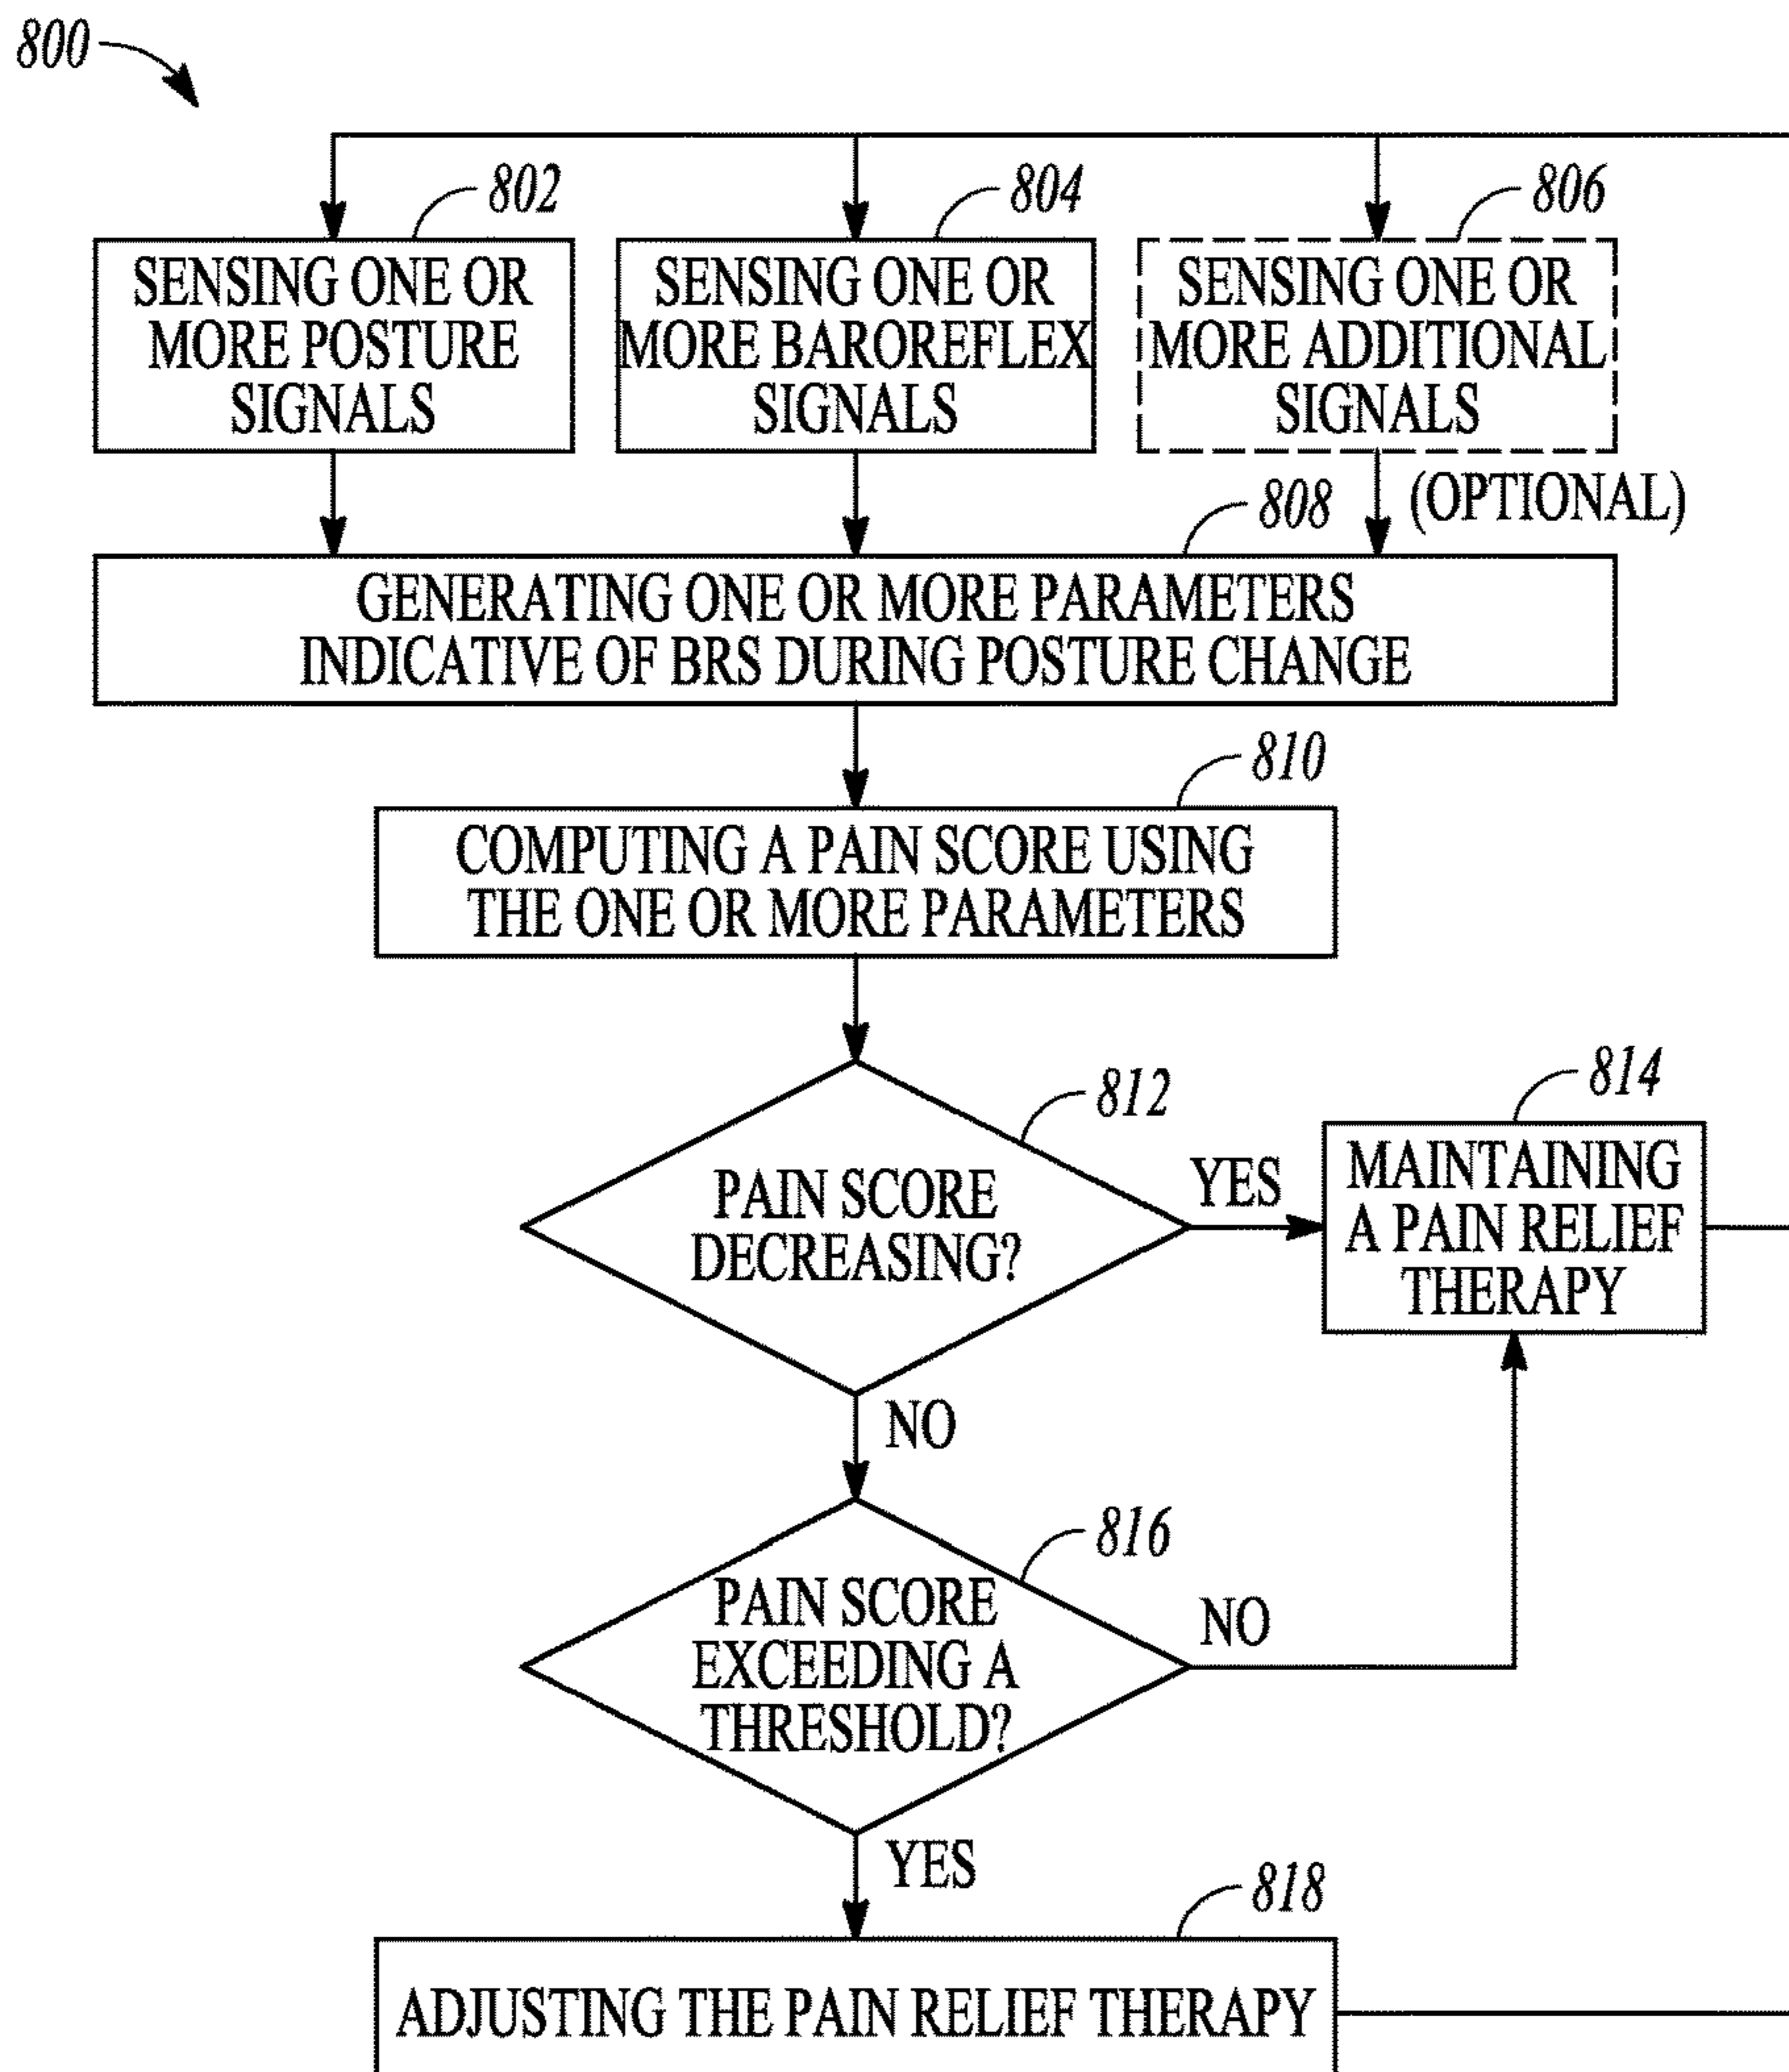 800
802
804
806
SENSING ONE OR
MORE POSTURE
SIGNALS
SENSING ONE OR
MORE BAROREFLEX
SIGNALS
SENSING ONE OR
MORE ADDITIONAL
SIGNALS
(OPTIONAL)
808
GENERATING ONE OR MORE PARAMETERS
INDICATIVE OF BRS DURING POSTURE CHANGE
810
COMPUTING A PAIN SCORE USING
THE ONE OR MORE PARAMETERS
812
PAIN SCORE
DECREASING?
YES
814
MAINTAINING
A PAIN RELIEF
THERAPY
NO
816
PAIN SCORE
EXCEEDING A
THRESHOLD?
NO
YES
818
ADJUSTING THE PAIN RELIEF THERAPY